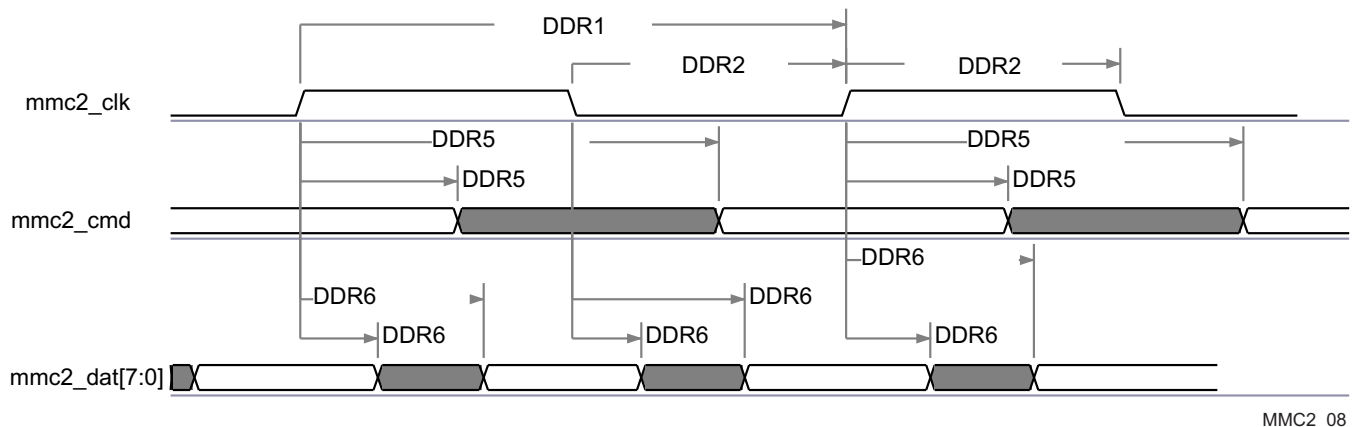 DDR1
DDR2 DDR2
mmc2_clk
DDR5 DDR5
DDR5 DDR5
mmc2_cmd
DDR6
DDR6 DDR6
DDR6 DDR6 DDR6
mmc2_dat[7:0]
MMC2_08